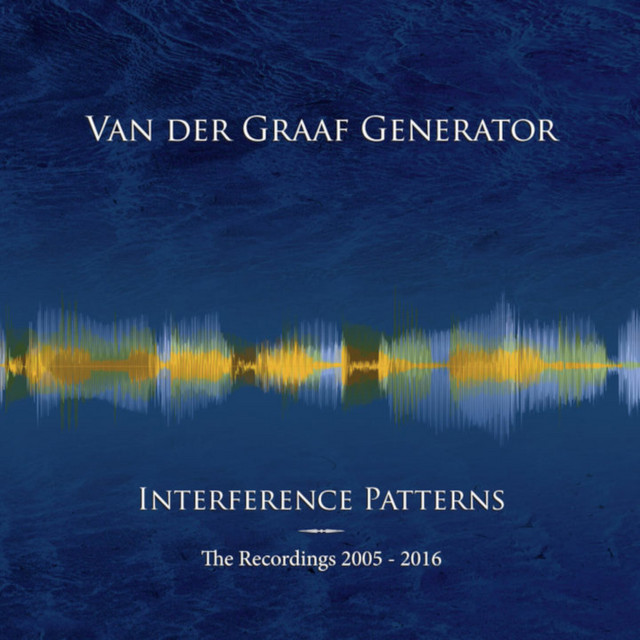 VAN DER GRAAF GENERATOR
INTERFERENCE PATTERNS
The Recordings 2005 - 2016